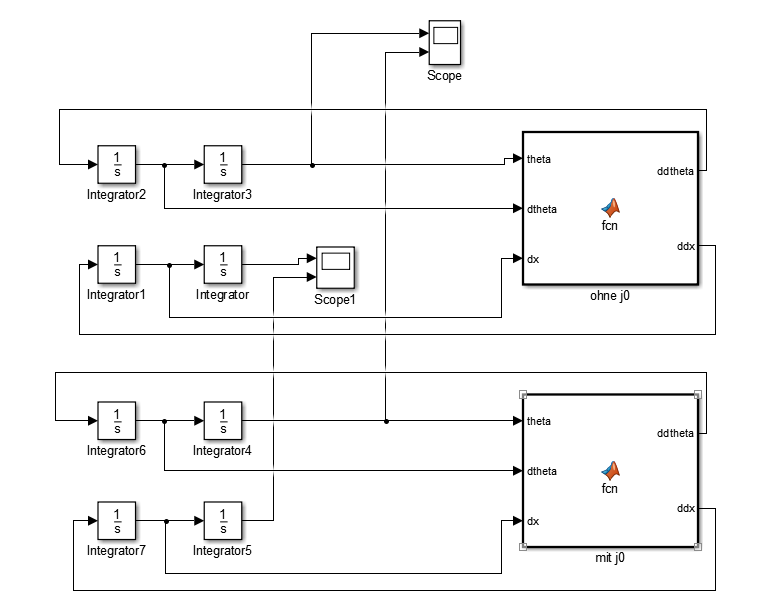 Scope
1
s
Integrator2
1
s
Integrator3
theta
dtheta
dx
fcn
ddtheta
ddx
ohne j0
1
s
Integrator1
1
s
Integrator
Scope1
1
s
Integrator6
1
s
Integrator4
theta
dtheta
dx
fcn
ddtheta
ddx
mit j0
1
s
Integrator7
1
s
Integrator5